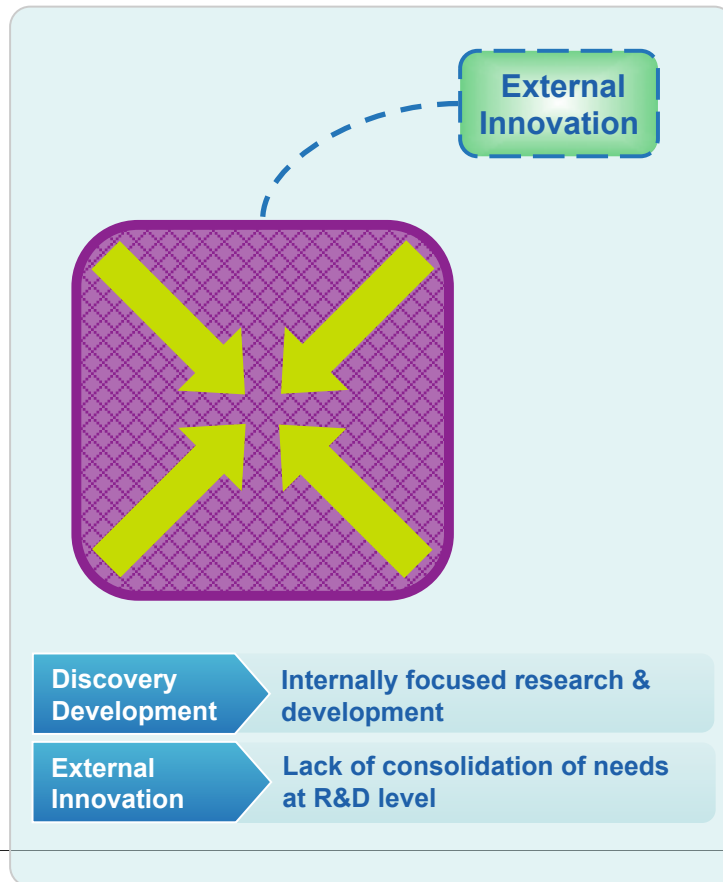 External
Innovation
Discovery
Development
Internally focused research &
development
External
Innovation
Lack of consolidation of needs
at R&D level